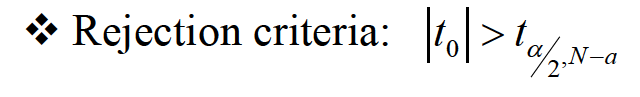 ❖ Rejection criteria: |t₀| > t_{α/2, N−a}